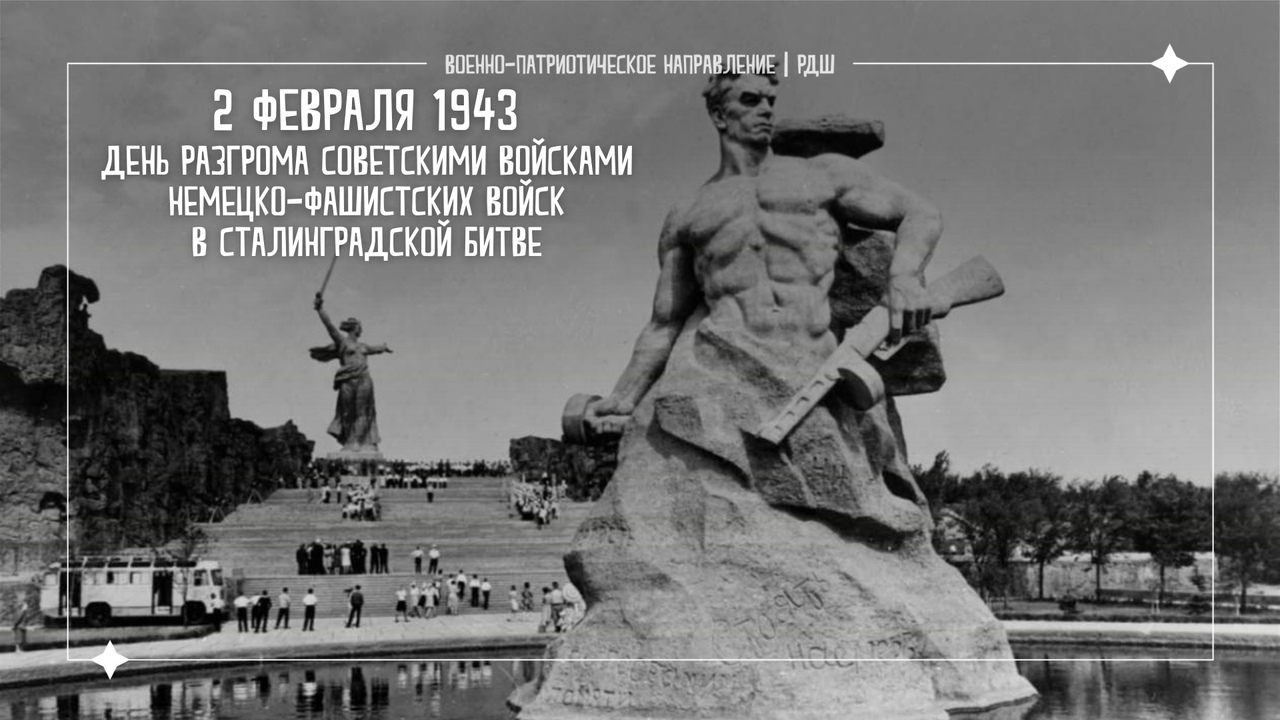 ВОЕННО-ПАТРИОТИЧЕСКОЕ НАПРАВЛЕНИЕ | РДШ
2 ФЕВРАЛЯ 1943
ДЕНЬ РАЗГРОМА СОВЕТСКИМИ ВОЙСКАМИ
НЕМЕЦКО-ФАШИСТСКИХ ВОЙСК
В СТАЛИНГРАДСКОЙ БИТВЕ